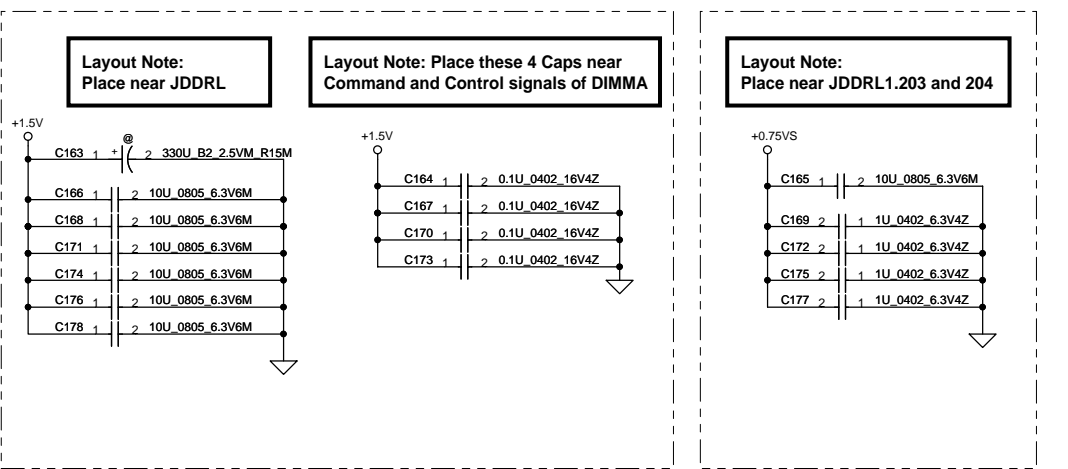 Layout Note:
Place near JDDRL
+1.5V
@
C163 1 + 2 330U_B2_2.5VM_R15M
C166 1 2 10U_0805_6.3V6M
C168 1 2 10U_0805_6.3V6M
C171 1 2 10U_0805_6.3V6M
C174 1 2 10U_0805_6.3V6M
C176 1 2 10U_0805_6.3V6M
C178 1 2 10U_0805_6.3V6M
Layout Note: Place these 4 Caps near
Command and Control signals of DIMMA
+1.5V
C164 1 2 0.1U_0402_16V4Z
C167 1 2 0.1U_0402_16V4Z
C170 1 2 0.1U_0402_16V4Z
C173 1 2 0.1U_0402_16V4Z
Layout Note:
Place near JDDRL1.203 and 204
+0.75VS
C165 1 2 10U_0805_6.3V6M
C169 2 1 1U_0402_6.3V4Z
C172 2 1 1U_0402_6.3V4Z
C175 2 1 1U_0402_6.3V4Z
C177 2 1 1U_0402_6.3V4Z